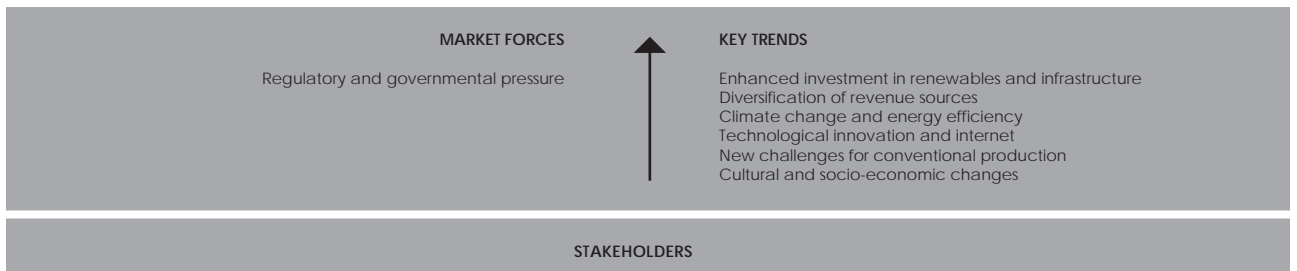 MARKET FORCES
Regulatory and governmental pressure
KEY TRENDS
Enhanced investment in renewables and infrastructure
Diversification of revenue sources
Climate change and energy efficiency
Technological innovation and internet
New challenges for conventional production
Cultural and socio-economic changes
STAKEHOLDERS